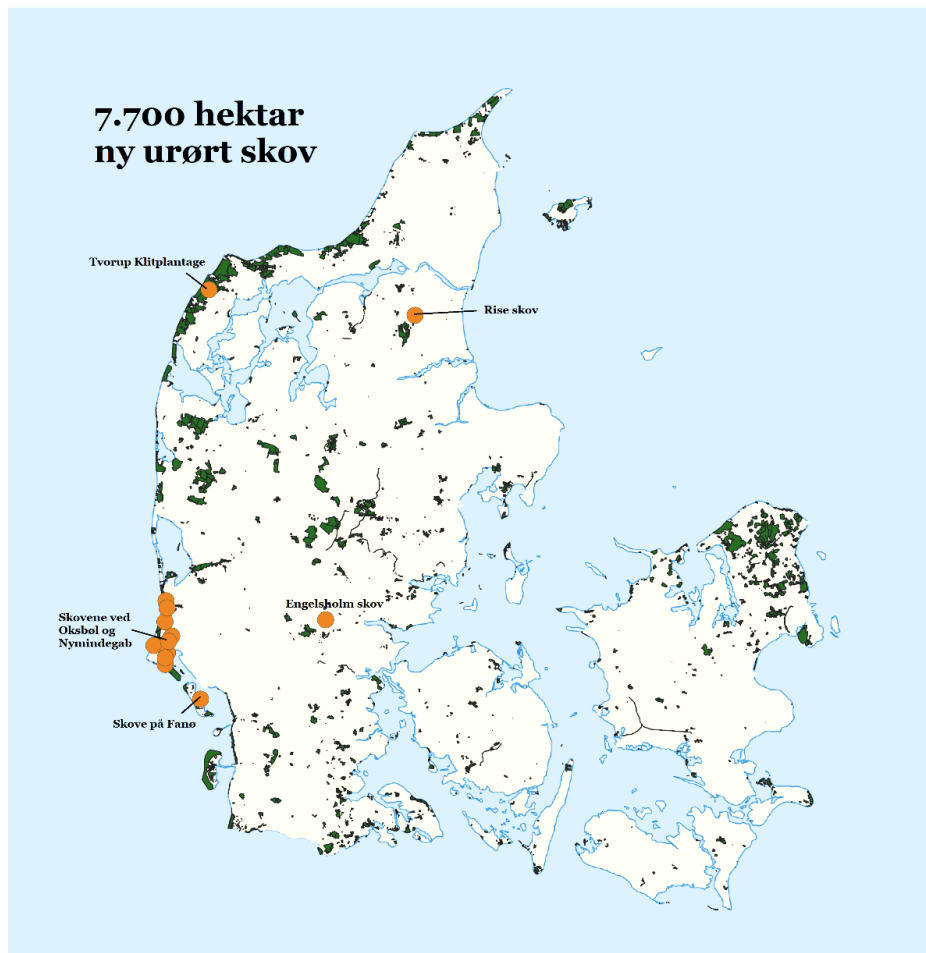 7.700 hektar
ny urørt skov
Tvorup Klitplantage
Rise skov
Engelsholm skov
Skovene ved
Oksbøl og
Nymindegab
Skove på Fanø